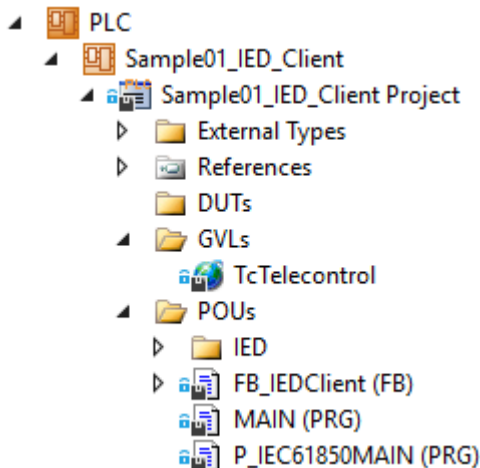 PLC
Sample01_IED_Client
Sample01_IED_Client Project
External Types
References
DUTs
GVLs
TcTelecontrol
POUs
IED
FB_IEDClient (FB)
MAIN (PRG)
P_IEC61850MAIN (PRG)